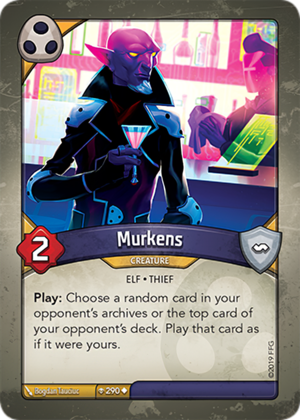 Murkens
2
CREATURE
ELF • THIEF
Play: Choose a random card in your
opponent's archives or the top card of
your opponent's deck. Play that card as
if it were yours.
Bogdan Tauciuc
290
©2019 FFG